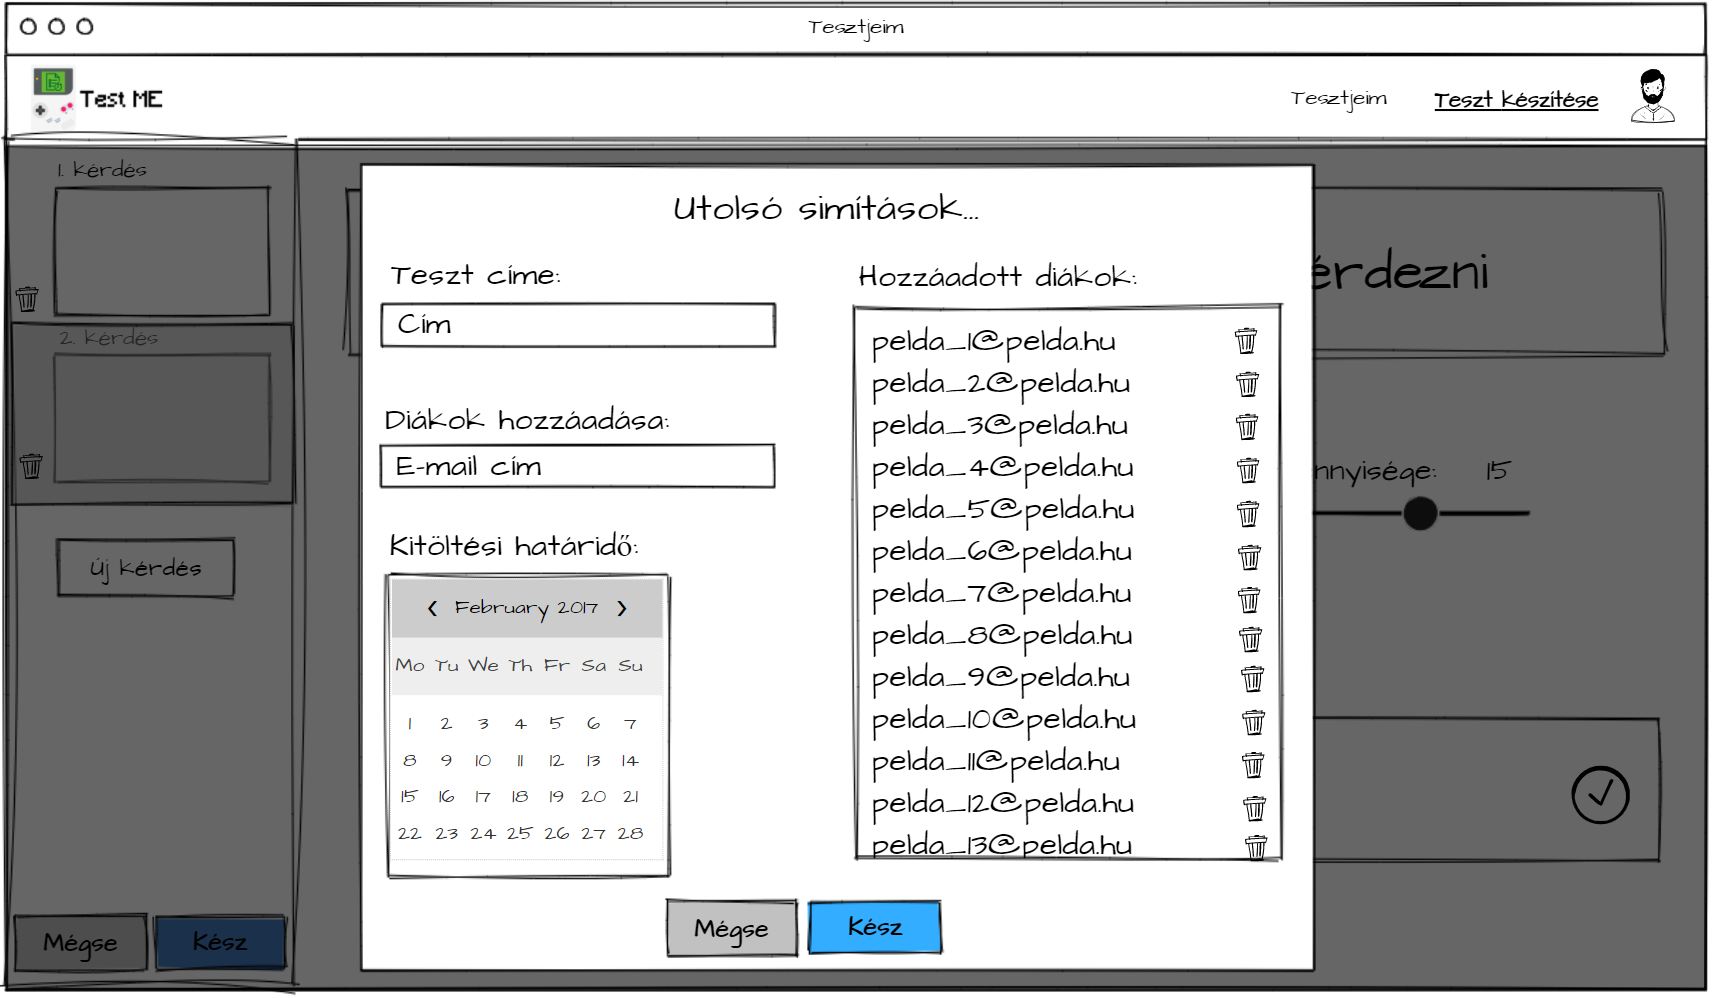 Tesztjeim
Test ME
Tesztjeim
Teszt készítése
1. kérdés
2. kérdés
Új kérdés
Mégse
Kész
Utolsó simítások...
Teszt címe:
Cím
Diákok hozzáadása:
E-mail cím
Kitöltési határidő:
‹ February 2017 ›
Mo Tu We Th Fr Sa Su
1 2 3 4 5 6 7
8 9 10 11 12 13 14
15 16 17 18 19 20 21
22 23 24 25 26 27 28
Hozzáadott diákok:
pelda_1@pelda.hu
pelda_2@pelda.hu
pelda_3@pelda.hu
pelda_4@pelda.hu
pelda_5@pelda.hu
pelda_6@pelda.hu
pelda_7@pelda.hu
pelda_8@pelda.hu
pelda_9@pelda.hu
pelda_10@pelda.hu
pelda_11@pelda.hu
pelda_12@pelda.hu
pelda_13@pelda.hu
Mégse
Kész
érdezni
nnyisége: 15